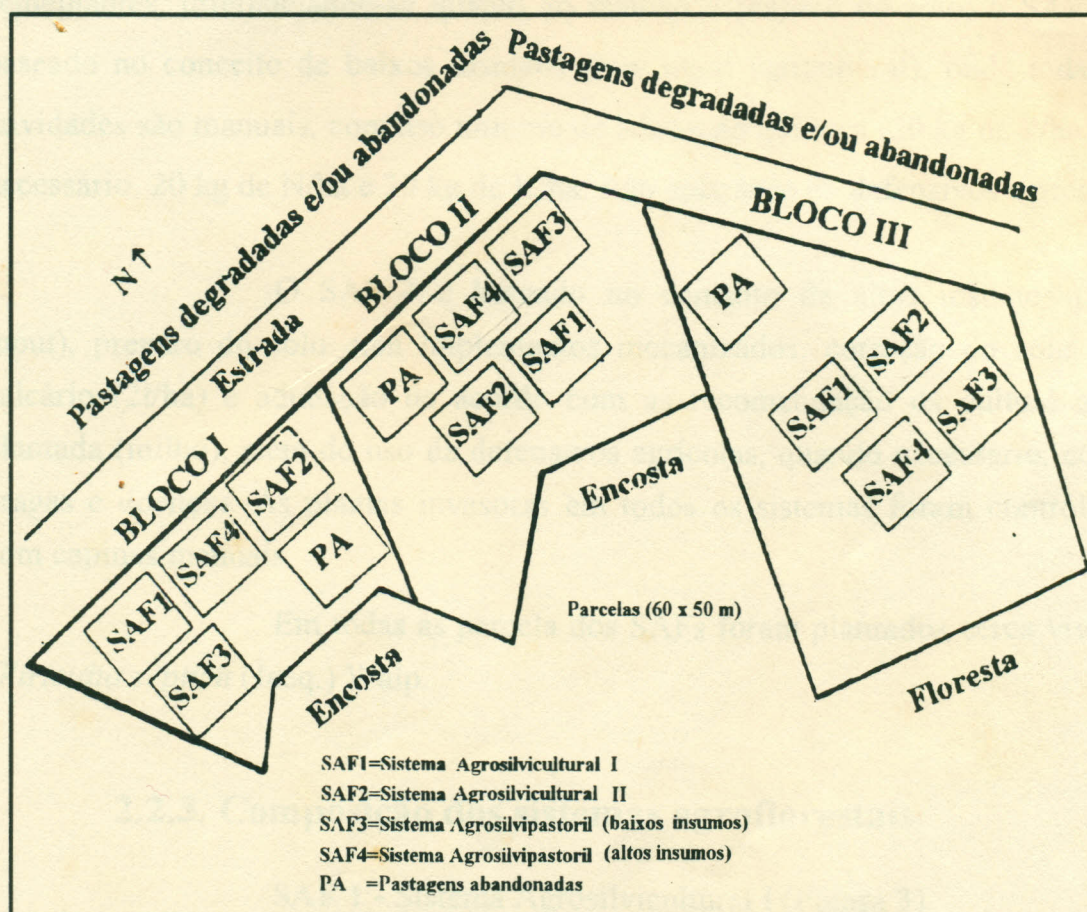 Pastagens degradadas e/ou abandonadas
Pastagens degradadas e/ou abandonadas
N
Estrada
BLOCO I
BLOCO II
BLOCO III
SAF1
SAF4
SAF2
SAF3
PA
PA
SAF4
SAF3
SAF2
SAF1
PA
SAF1
SAF2
SAF4
SAF3
Encosta
Encosta
Floresta
Parcelas (60 x 50 m)
SAF1=Sistema Agrosilvicultural I
SAF2=Sistema Agrosilvicultural II
SAF3=Sistema Agrosilvipastoril (baixos insumos)
SAF4=Sistema Agrosilvipastoril (altos insumos)
PA =Pastagens abandonadas